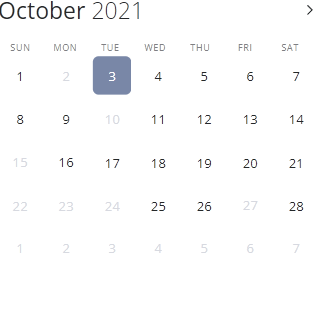 October 2021 >
SUN MON TUE WED THU FRI SAT
1 2 3 4 5 6 7
8 9 10 11 12 13 14
15 16 17 18 19 20 21
22 23 24 25 26 27 28
1 2 3 4 5 6 7